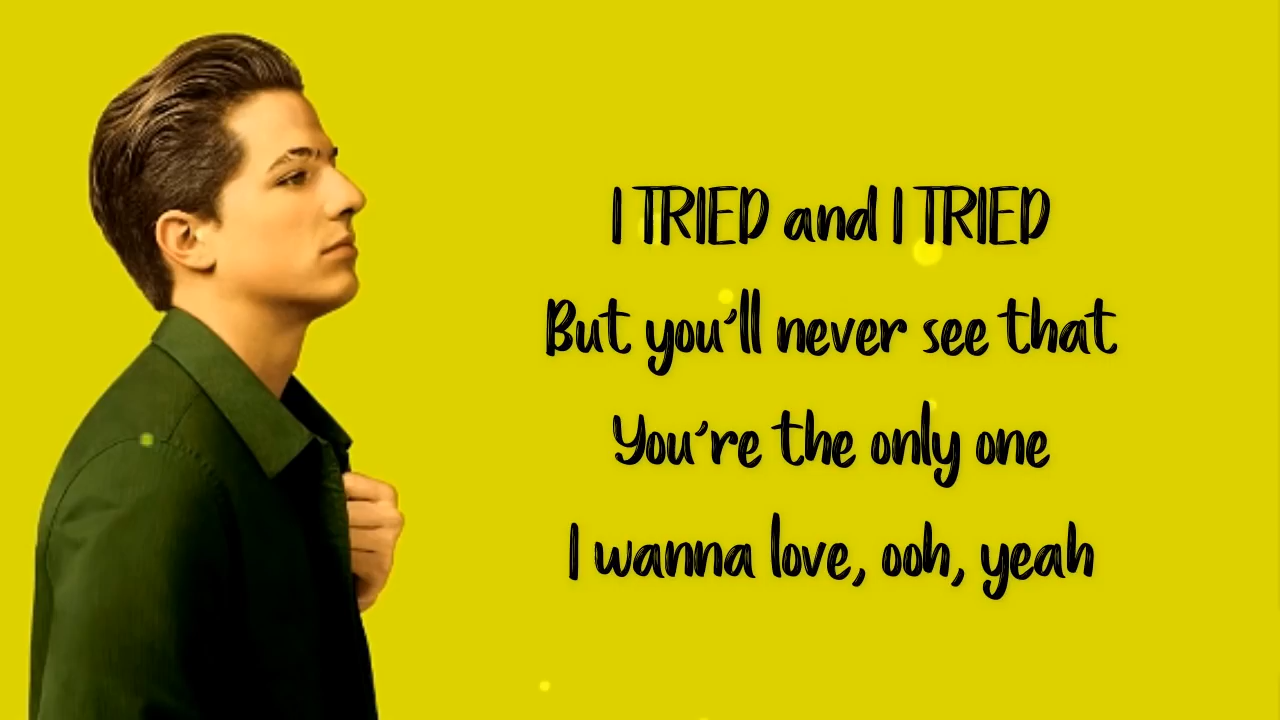 I TRIED and I TRIED
But you'll never see that
You're the only one
I wanna love, ooh, yeah